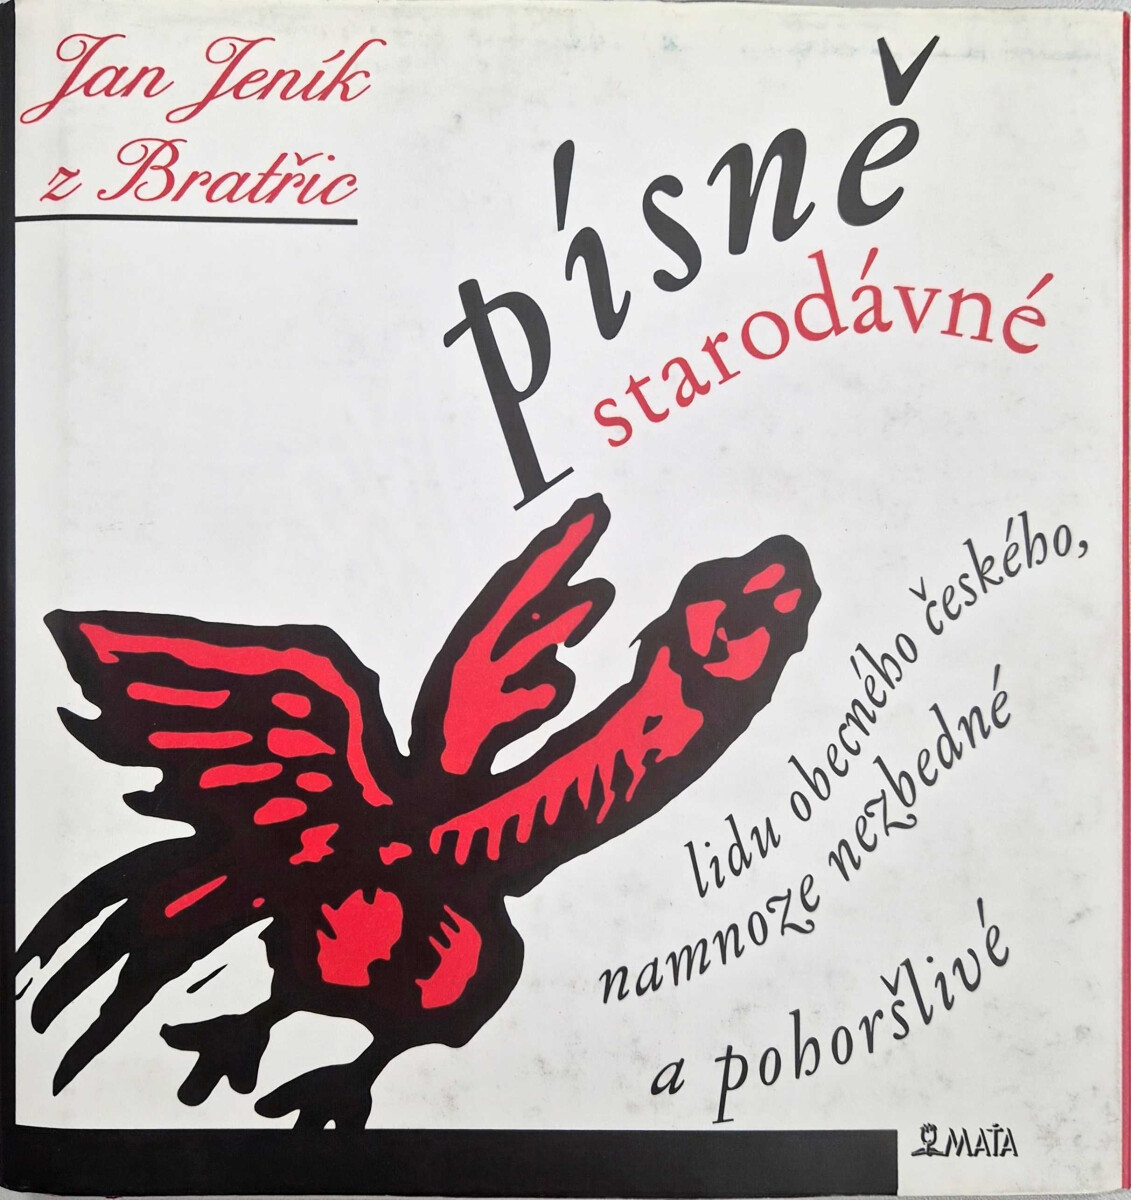 Jan Jeník
z Bratřic
písně
starodávné
lidu obecného českého,
namnoze nezbedné
a pohoršlivé
MAŤA